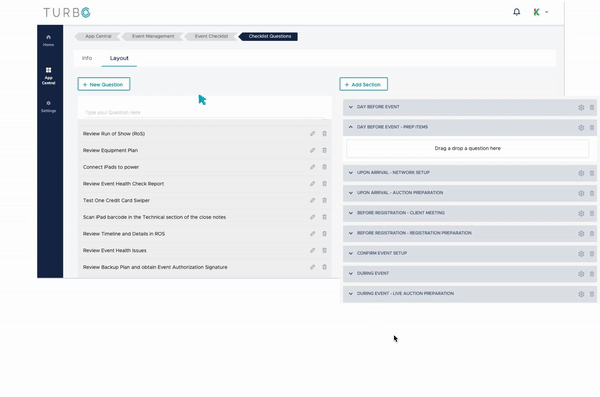 TURBO
K
Home
App
Central
Settings
App Central
Event Management
Event Checklist
Checklist Questions
Info
Layout
+ New Question
Type your Question here
Review Run of Show (RoS)
Review Equipment Plan
Connect iPads to power
Review Event Health Check Report
Test One Credit Card Swiper
Scan iPad barcode in the Technical section of the close notes
Review Timeline and Details in ROS
Review Event Health Issues
Review Backup Plan and obtain Event Authorization Signature
+ Add Section
DAY BEFORE EVENT
DAY BEFORE EVENT - PREP ITEMS
Drag a drop a question here
UPON ARRIVAL - NETWORK SETUP
UPON ARRIVAL - AUCTION PREPARATION
BEFORE REGISTRATION - CLIENT MEETING
BEFORE REGISTRATION - REGISTRATION PREPARATION
CONFIRM EVENT SETUP
DURING EVENT
DURING EVENT - LIVE AUCTION PREPARATION